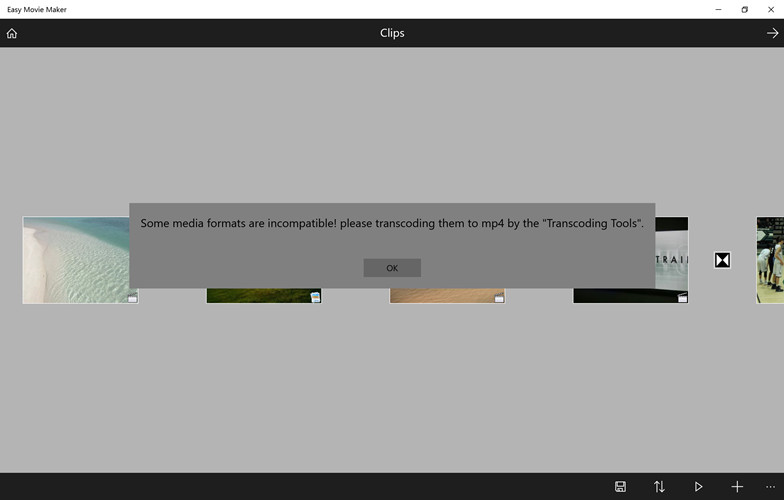 Easy Movie Maker
Clips
Some media formats are incompatible! please transcoding them to mp4 by the "Transcoding Tools".
TRAI
OK